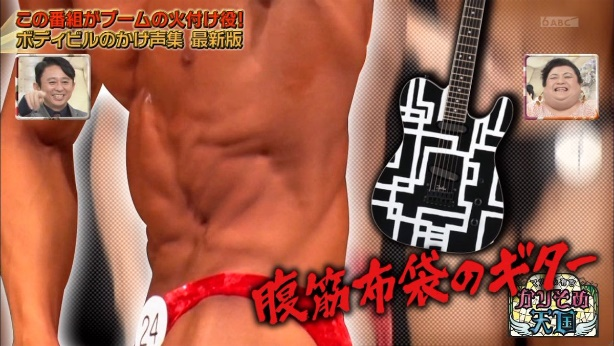 この番組がブームの火付け役!
ボディビルのかけ声集 最新版
ⓓABC
腹筋布袋のギター
24
かりそめ
天国